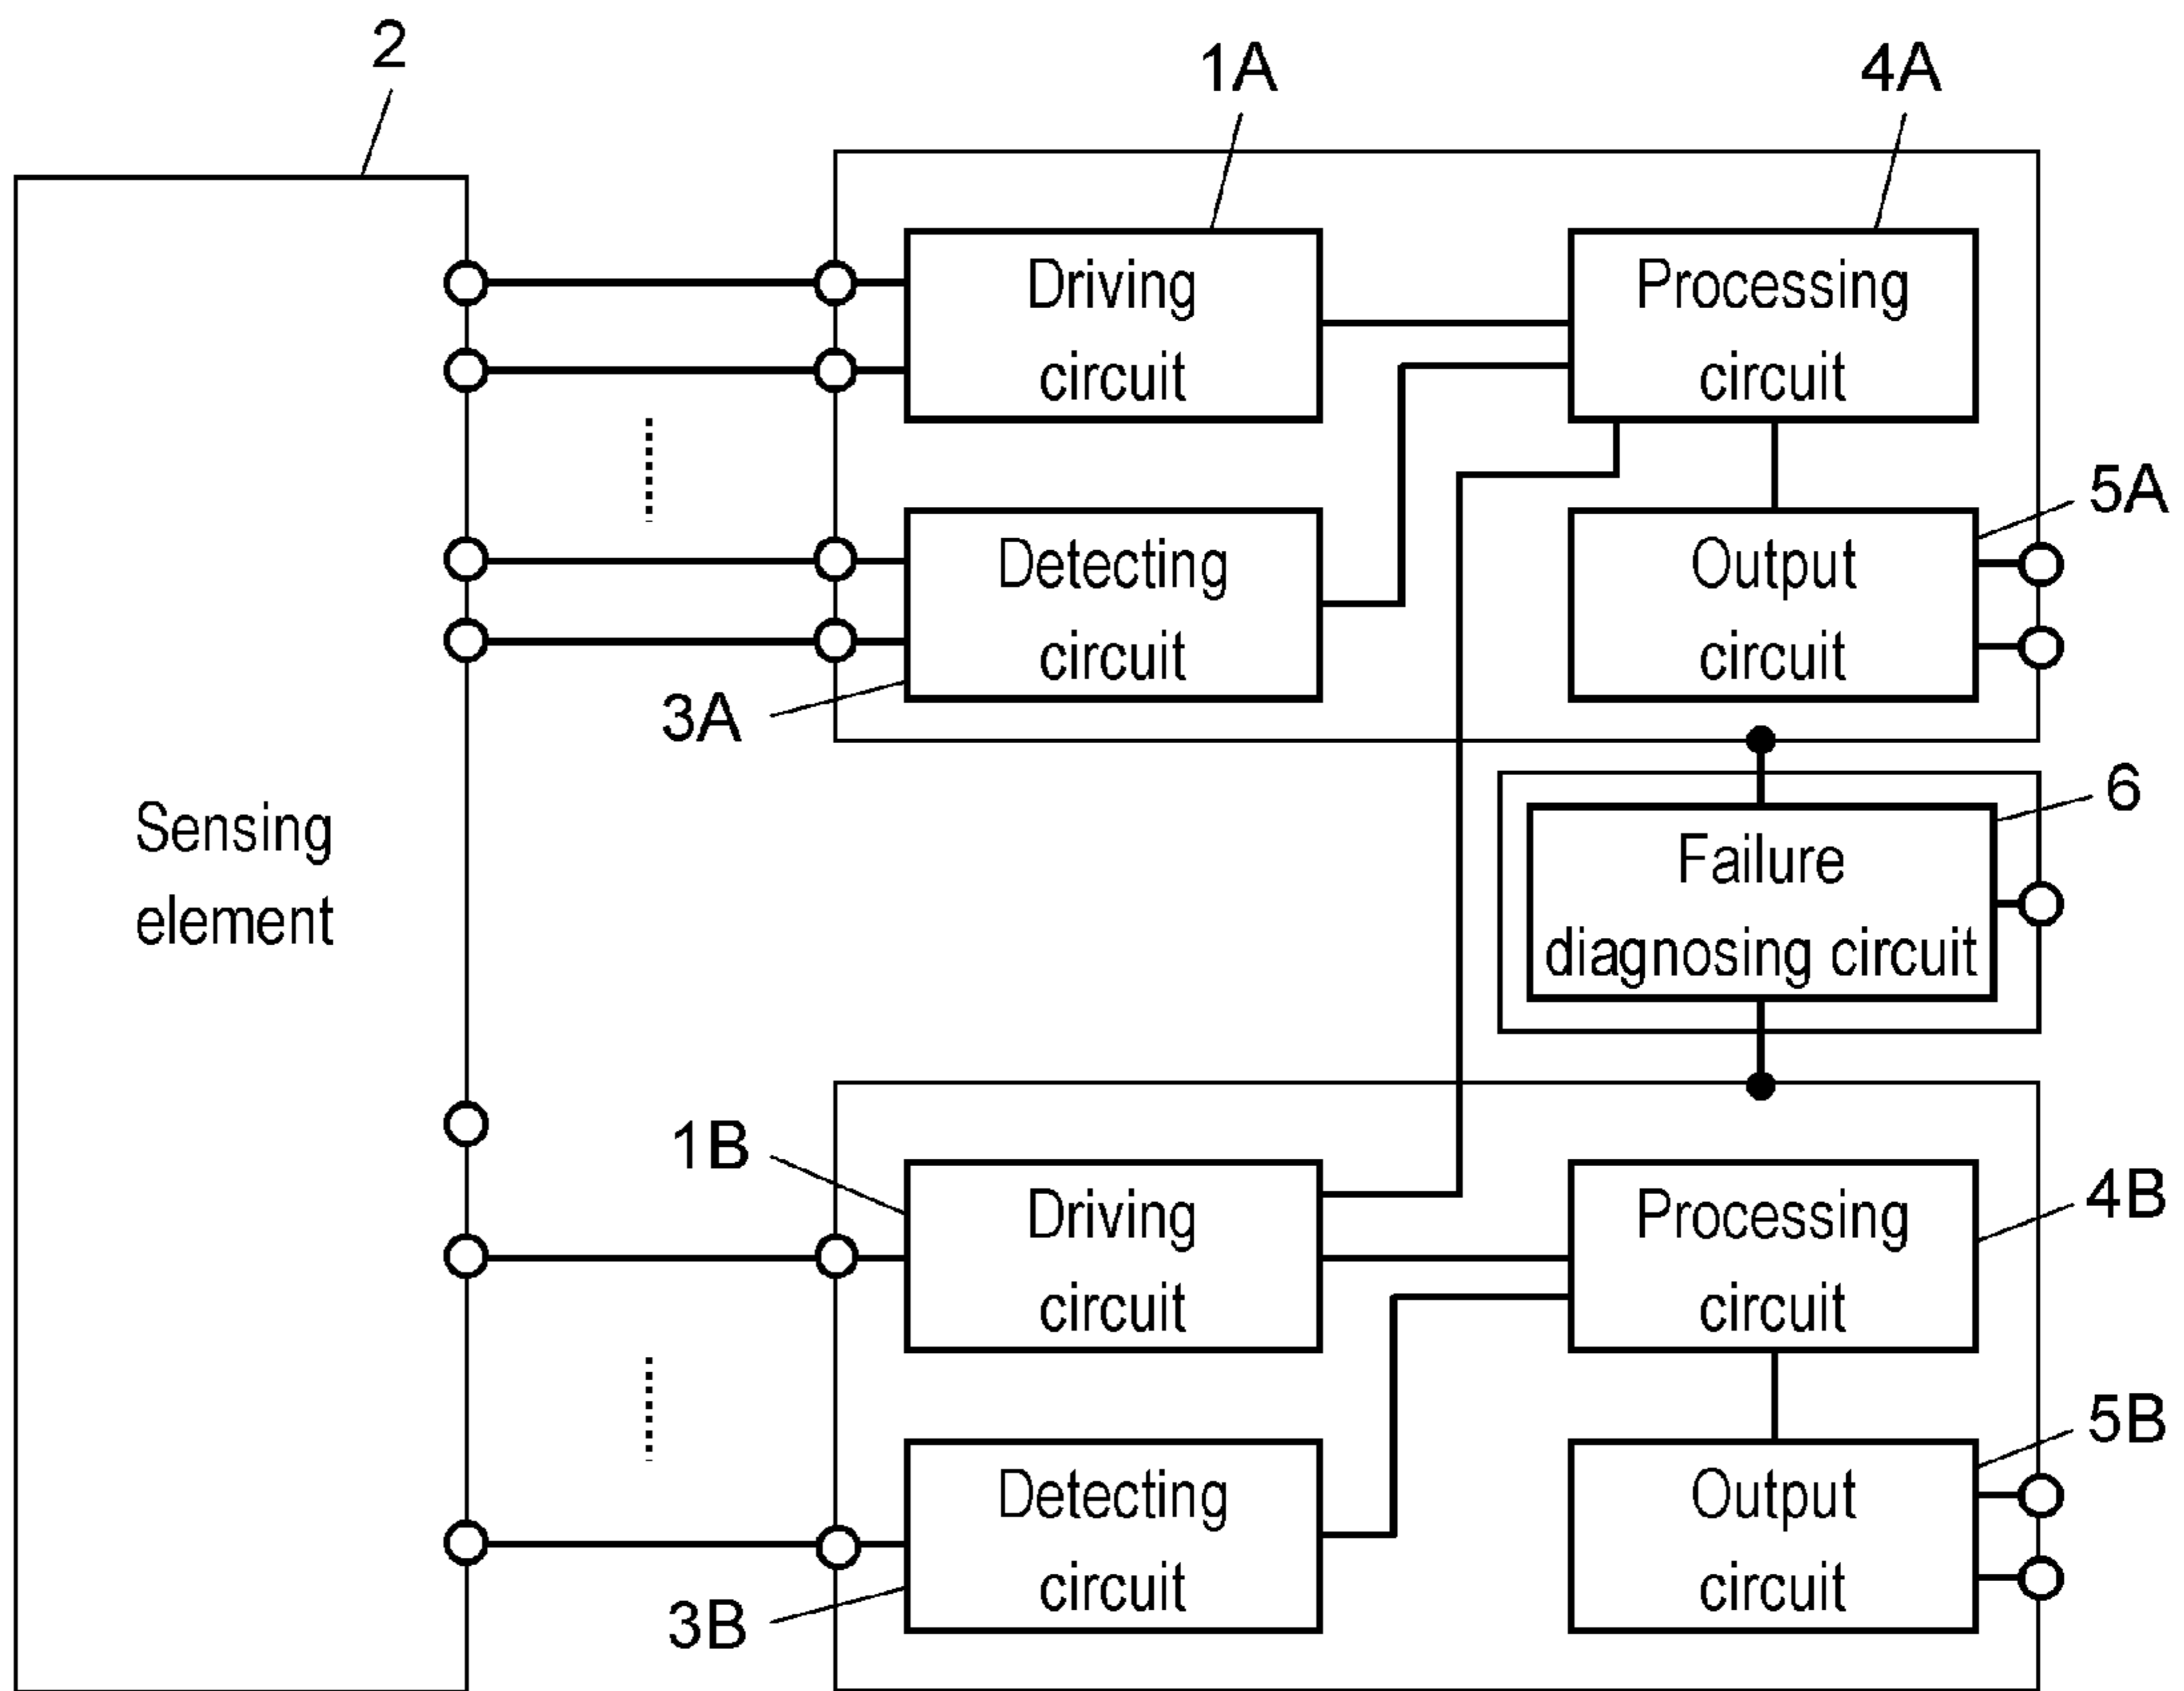 2
1A
4A
Driving
circuit
Processing
circuit
5A
Detecting
circuit
Output
circuit
3A
6
Sensing
element
Failure
diagnosing circuit
1B
4B
Driving
circuit
Processing
circuit
5B
Detecting
circuit
Output
circuit
3B